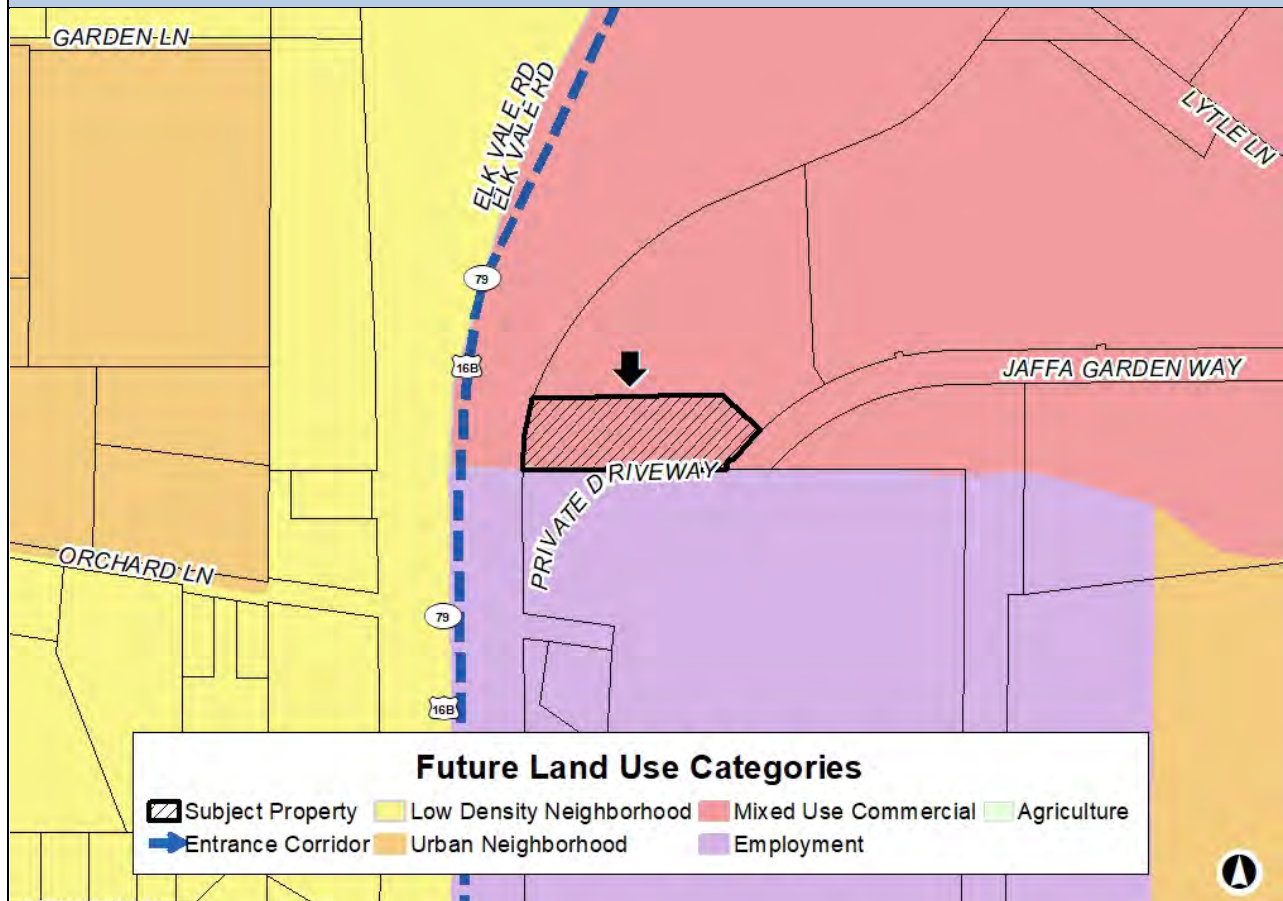 GARDEN LN
ELK VALE RD
ELK VALE RD
LYTLE LN
79
16B
JAFFA GARDEN WAY
PRIVATE DRIVEWAY
ORCHARD LN
79
16B
Future Land Use Categories
Subject Property Low Density Neighborhood Mixed Use Commercial Agriculture
Entrance Corridor Urban Neighborhood Employment